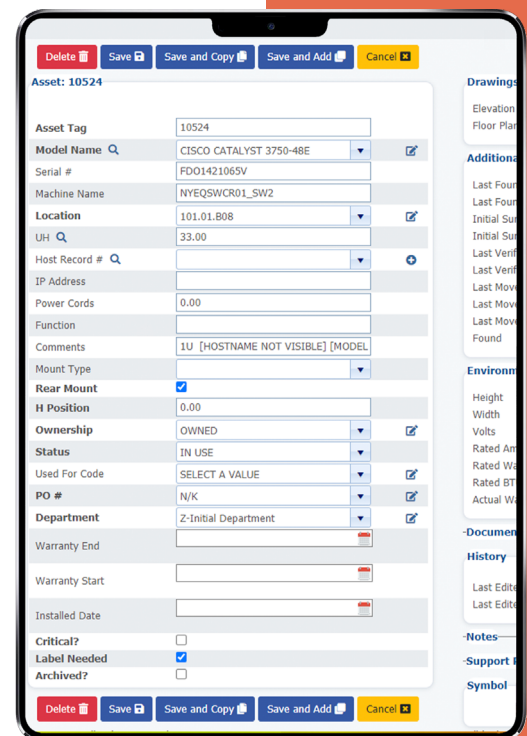 Delete Save Save and Copy Save and Add Cancel
Asset: 10524
Asset Tag 10524
Model Name CISCO CATALYST 3750-48E
Serial # FDO1421065V
Machine Name NYEQSWCR01_SW2
Location 101.01.B08
UH 33.00
Host Record #
IP Address
Power Cords 0.00
Function
Comments 1U [HOSTNAME NOT VISIBLE] [MODEL
Mount Type
Rear Mount
H Position 0.00
Ownership OWNED
Status IN USE
Used For Code SELECT A VALUE
PO # N/K
Department Z-Initial Department
Warranty End
Warranty Start
Installed Date
Critical?
Label Needed
Archived?
Delete Save Save and Copy Save and Add Cancel
Drawings
Elevation
Floor Plan
Additiona
Last Foun
Last Foun
Initial Sur
Initial Sur
Last Verif
Last Verif
Last Move
Last Move
Last Move
Found
Environm
Height
Width
Volts
Rated Am
Rated Wa
Rated BT
Actual Wa
Documen
History
Last Edite
Last Edite
Notes
Support P
Symbol